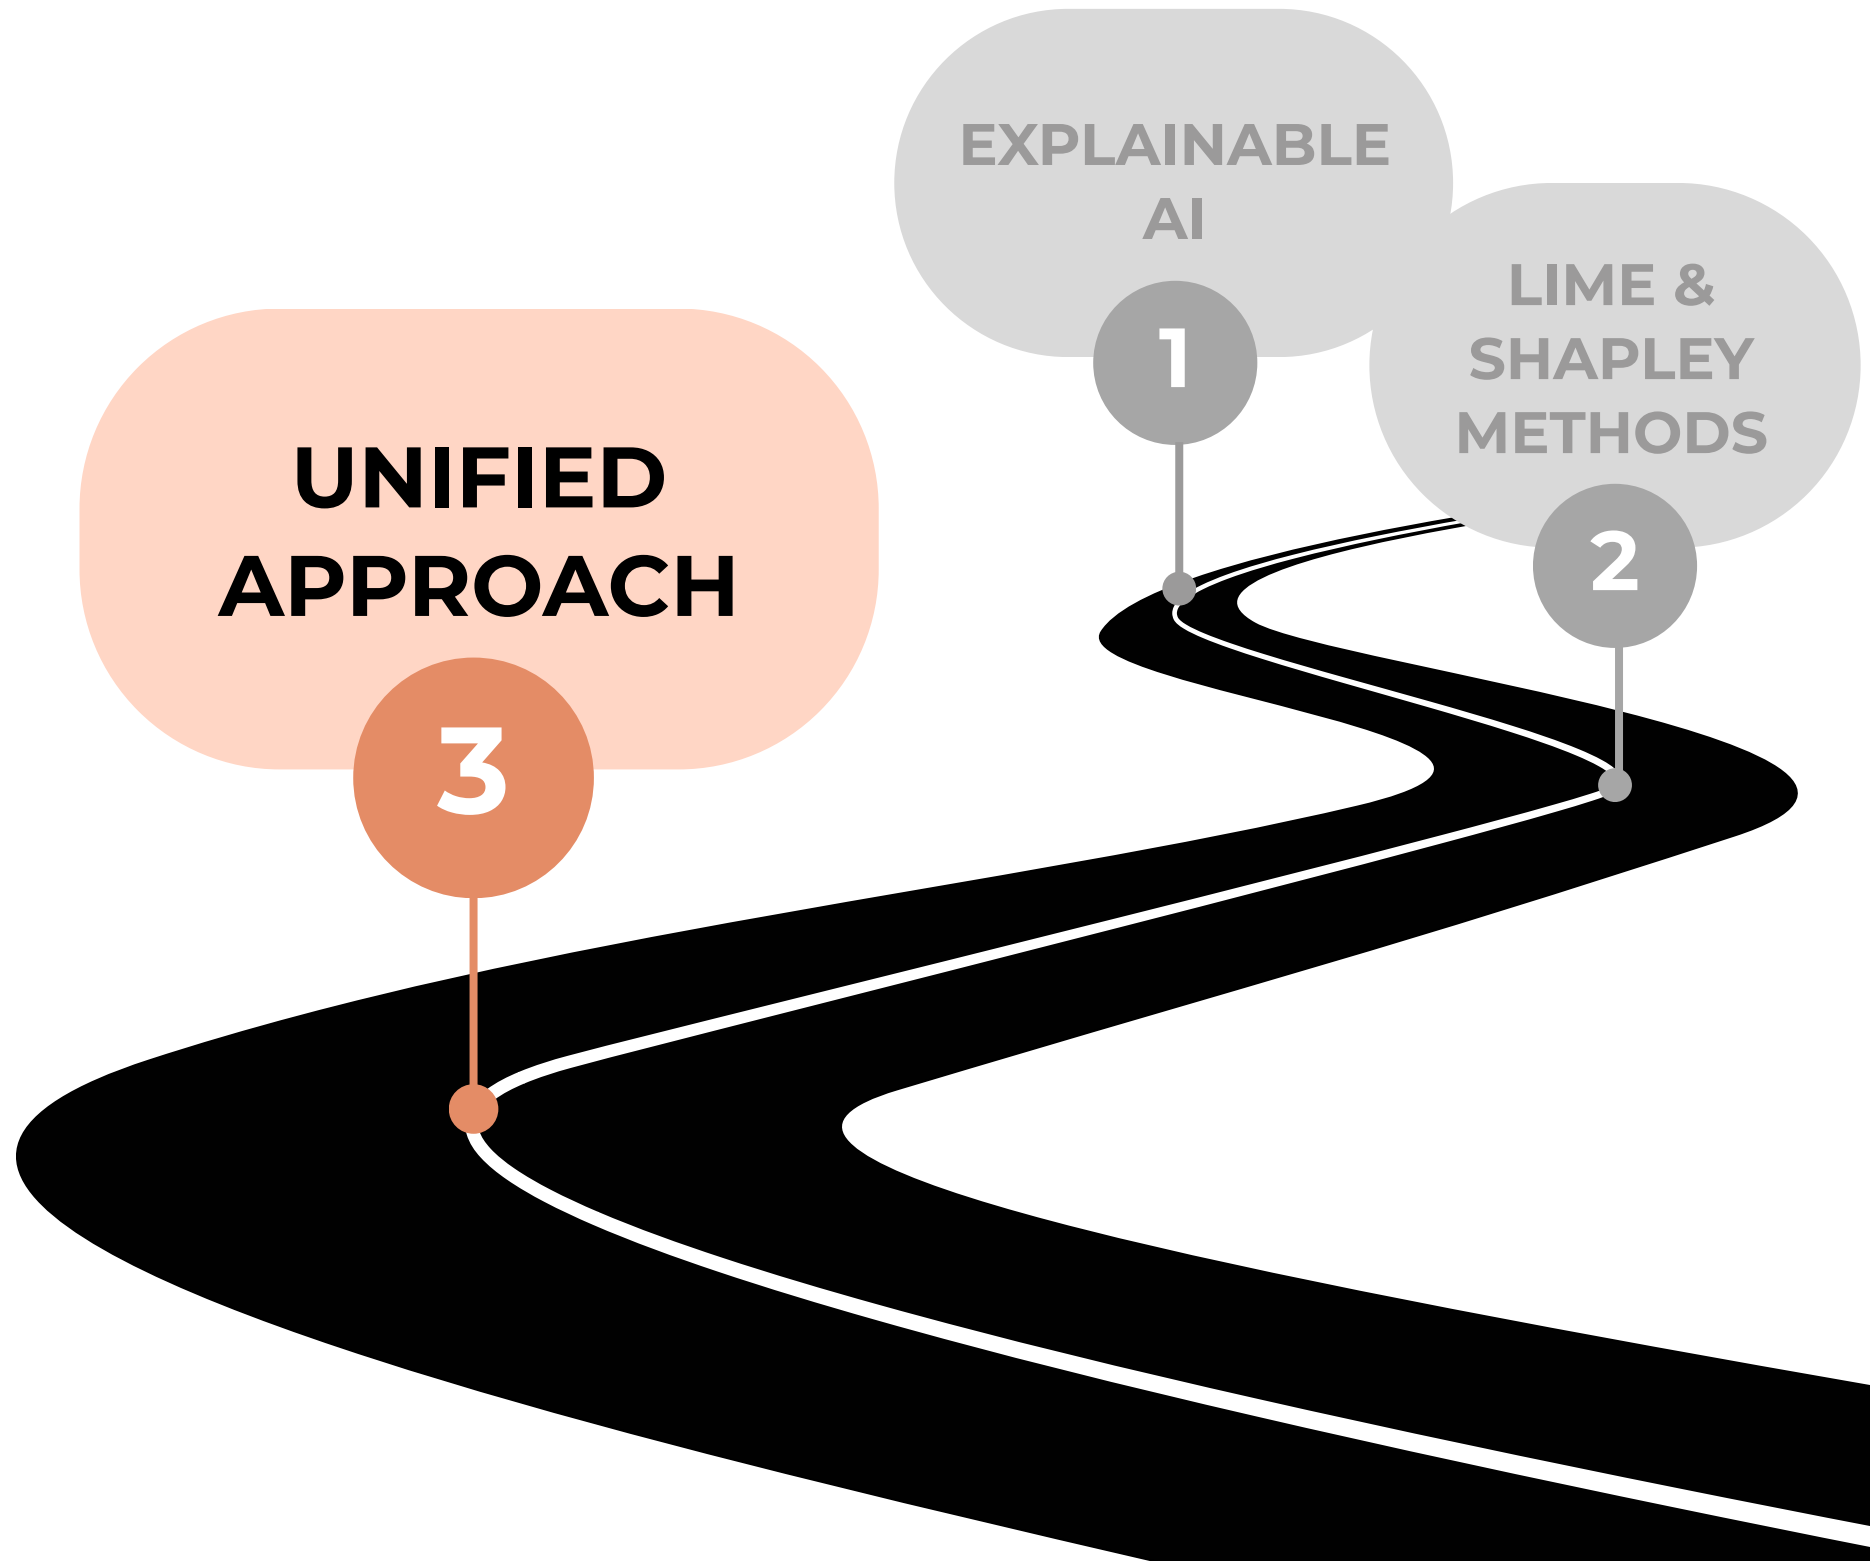 EXPLAINABLE
AI
1
LIME &
SHAPLEY
METHODS
2
UNIFIED
APPROACH
3